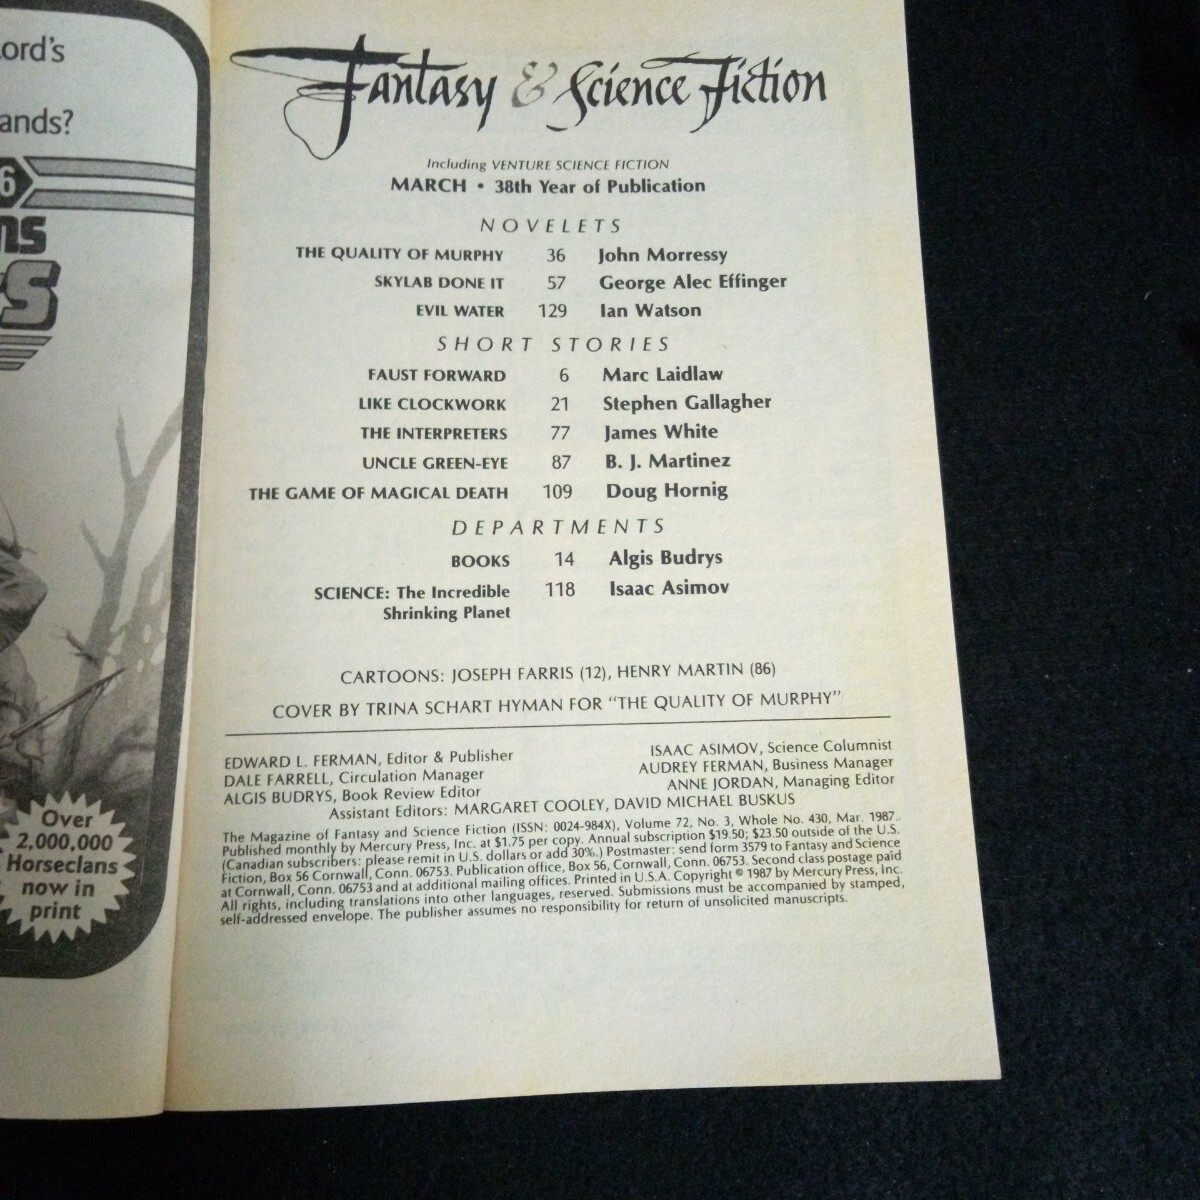 ord's
ands?
6
ns
s
Over
2,000,000
Horseclans
now in
print
Fantasy & Science Fiction
Including VENTURE SCIENCE FICTION
MARCH • 38th Year of Publication
NOVELETS
THE QUALITY OF MURPHY 36 John Morressy
SKYLAB DONE IT 57 George Alec Effinger
EVIL WATER 129 Ian Watson
SHORT STORIES
FAUST FORWARD 6 Marc Laidlaw
LIKE CLOCKWORK 21 Stephen Gallagher
THE INTERPRETERS 77 James White
UNCLE GREEN-EYE 87 B. J. Martinez
THE GAME OF MAGICAL DEATH 109 Doug Hornig
DEPARTMENTS
BOOKS 14 Algis Budrys
SCIENCE: The Incredible 118 Isaac Asimov
Shrinking Planet
CARTOONS: JOSEPH FARRIS (12), HENRY MARTIN (86)
COVER BY TRINA SCHART HYMAN FOR "THE QUALITY OF MURPHY"
EDWARD L. FERMAN, Editor & Publisher ISAAC ASIMOV, Science Columnist
DALE FARRELL, Circulation Manager AUDREY FERMAN, Business Manager
ALGIS BUDRYS, Book Review Editor ANNE JORDAN, Managing Editor
Assistant Editors: MARGARET COOLEY, DAVID MICHAEL BUSKUS
The Magazine of Fantasy and Science Fiction (ISSN: 0024-984X), Volume 72, No. 3, Whole No. 430, Mar. 1987.
Published monthly by Mercury Press, Inc. at $1.75 per copy. Annual subscription $19.50; $23.50 outside of the U.S.
(Canadian subscribers: please remit in U.S. dollars or add 30%.) Postmaster: send form 3579 to Fantasy and Science
Fiction, Box 56 Cornwall, Conn. 06753. Publication office, Box 56, Cornwall, Conn. 06753. Second class postage paid
at Cornwall, Conn. 06753 and at additional mailing offices. Printed in U.S.A. Copyright © 1987 by Mercury Press, Inc.
All rights, including translations into other languages, reserved. Submissions must be accompanied by stamped,
self-addressed envelope. The publisher assumes no responsibility for return of unsolicited manuscripts.